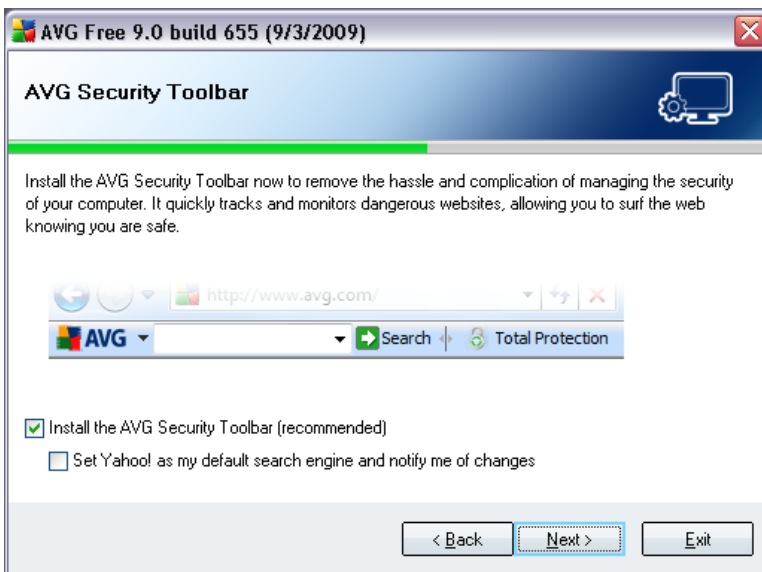 AVG Free 9.0 build 655 (9/3/2009)
AVG Security Toolbar
Install the AVG Security Toolbar now to remove the hassle and complication of managing the security
of your computer. It quickly tracks and monitors dangerous websites, allowing you to surf the web
knowing you are safe.
http://www.avg.com/
AVG Search Total Protection
Install the AVG Security Toolbar (recommended)
Set Yahoo! as my default search engine and notify me of changes
< Back Next > Exit